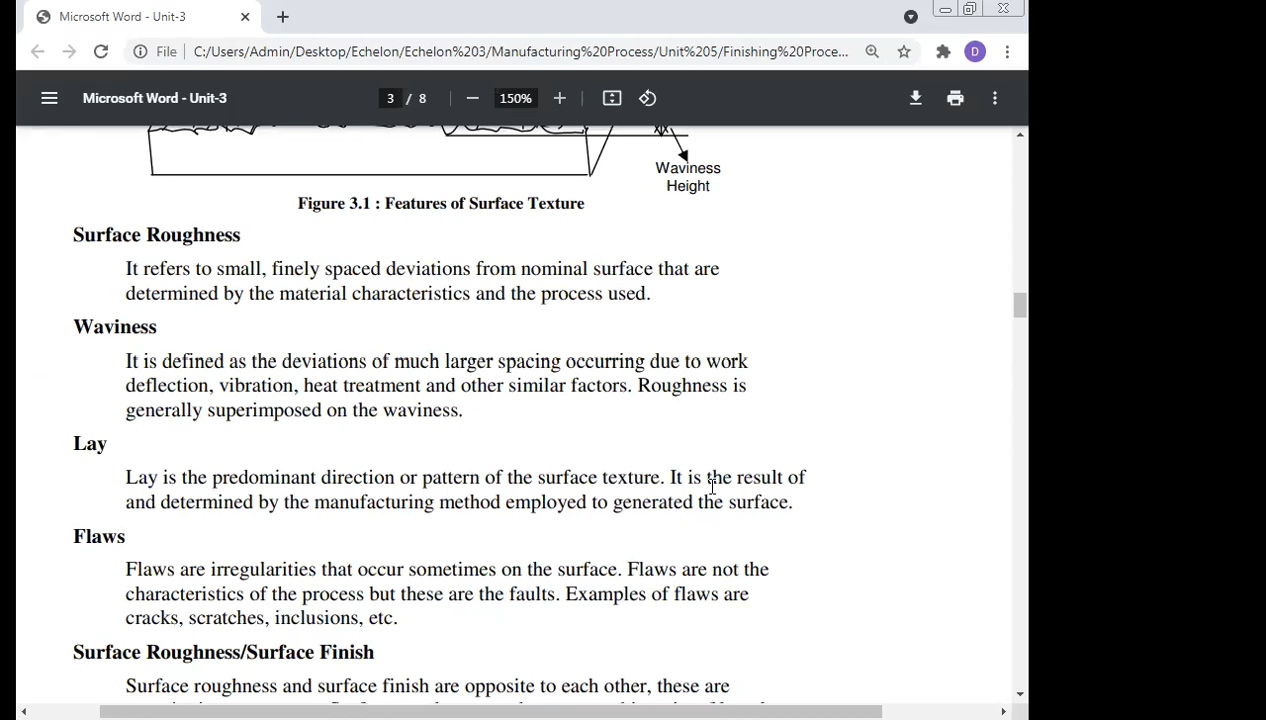 Microsoft Word - Unit-3
File C:/Users/Admin/Desktop/Echelon/Echelon%203/Manufacturing%20Process/Unit%205/Finishing%20Proce... D
Microsoft Word - Unit-3 3 / 8 150%
Waviness
Height
Figure 3.1 : Features of Surface Texture
Surface Roughness
It refers to small, finely spaced deviations from nominal surface that are
determined by the material characteristics and the process used.
Waviness
It is defined as the deviations of much larger spacing occurring due to work
deflection, vibration, heat treatment and other similar factors. Roughness is
generally superimposed on the waviness.
Lay
Lay is the predominant direction or pattern of the surface texture. It is the result of
and determined by the manufacturing method employed to generated the surface.
Flaws
Flaws are irregularities that occur sometimes on the surface. Flaws are not the
characteristics of the process but these are the faults. Examples of flaws are
cracks, scratches, inclusions, etc.
Surface Roughness/Surface Finish
Surface roughness and surface finish are opposite to each other, these are